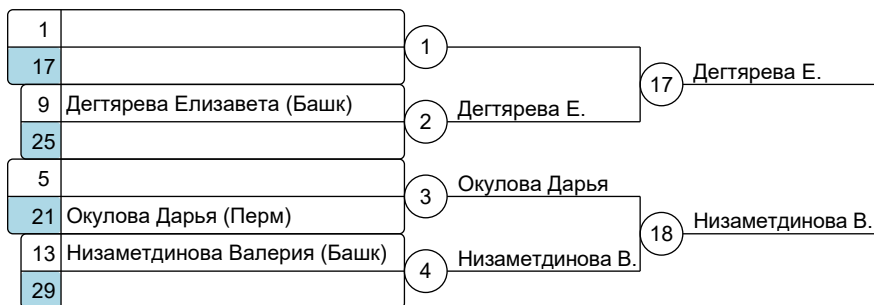 1
1
17
17 Дегтярева Е.
9 Дегтярева Елизавета (Башк)
2 Дегтярева Е.
25
5
3 Окулова Дарья
21 Окулова Дарья (Перм)
18 Низаметдинова В.
13 Низаметдинова Валерия (Башк)
4 Низаметдинова В.
29